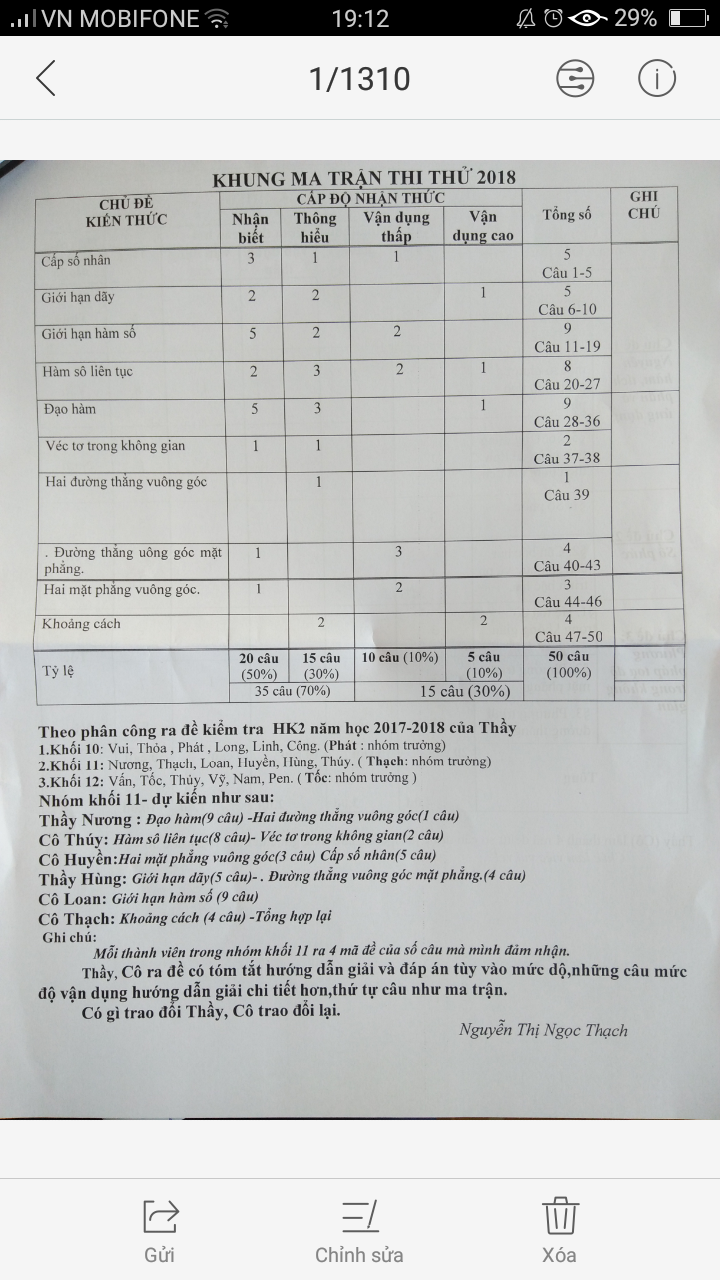 VN MOBIFONE 19:12 29%
1/1310
KHUNG MA TRẬN THI THỬ 2018
CHỦ ĐỀ KIẾN THỨC
CẤP ĐỘ NHẬN THỨC
Nhận biết
Thông hiểu
Vận dụng thấp
Vận dụng cao
Tổng số
GHI CHÚ
Cấp số nhân 3 1 1 5
Câu 1-5
Giới hạn dãy 2 2 1 5
Câu 6-10
Giới hạn hàm số 5 2 2 9
Câu 11-19
Hàm sô liên tục 2 3 2 1 8
Câu 20-27
Đạo hàm 5 3 1 9
Câu 28-36
Véc tơ trong không gian 1 1 2
Câu 37-38
Hai đường thẳng vuông góc 1 1
Câu 39
. Đường thẳng uông góc mặt 1 3 4
phẳng. Câu 40-43
Hai mặt phẳng vuông góc. 1 2 3
Câu 44-46
Khoảng cách 2 2 4
Câu 47-50
Tỷ lệ
20 câu (50%)
15 câu (30%)
10 câu (10%)
5 câu (10%)
50 câu (100%)
35 câu (70%) 15 câu (30%)
Theo phân công ra đề kiểm tra HK2 năm học 2017-2018 của Thầy
1.Khối 10: Vui, Thỏa , Phát , Long, Linh, Công. (Phát : nhóm trưởng)
2.Khối 11: Nương, Thạch, Loan, Huyền, Hùng, Thúy. ( Thạch: nhóm trưởng)
3.Khối 12: Vấn, Tốc, Thủy, Vỹ, Nam, Pen. ( Tốc: nhóm trưởng )
Nhóm khối 11- dự kiến như sau:
Thầy Nương : Đạo hàm(9 câu) -Hai đường thẳng vuông góc(1 câu)
Cô Thúy: Hàm sô liên tục(8 câu)- Véc tơ trong không gian(2 câu)
Cô Huyền:Hai mặt phẳng vuông góc(3 câu) Cấp số nhân(5 câu)
Thầy Hùng: Giới hạn dãy(5 câu)- . Đường thẳng vuông góc mặt phẳng.(4 câu)
Cô Loan: Giới hạn hàm số (9 câu)
Cô Thạch: Khoảng cách (4 câu) -Tổng hợp lại
Ghi chú:
Mỗi thành viên trong nhóm khối 11 ra 4 mã đề của số câu mà mình đảm nhận.
Thầy, Cô ra đề có tóm tắt hướng dẫn giải và đáp án tùy vào mức dộ,những câu mức
độ vận dụng hướng dẫn giải chi tiết hơn,thứ tự câu như ma trận.
Có gì trao đổi Thầy, Cô trao đổi lại.
Nguyễn Thị Ngọc Thạch
Gửi Chỉnh sửa Xóa